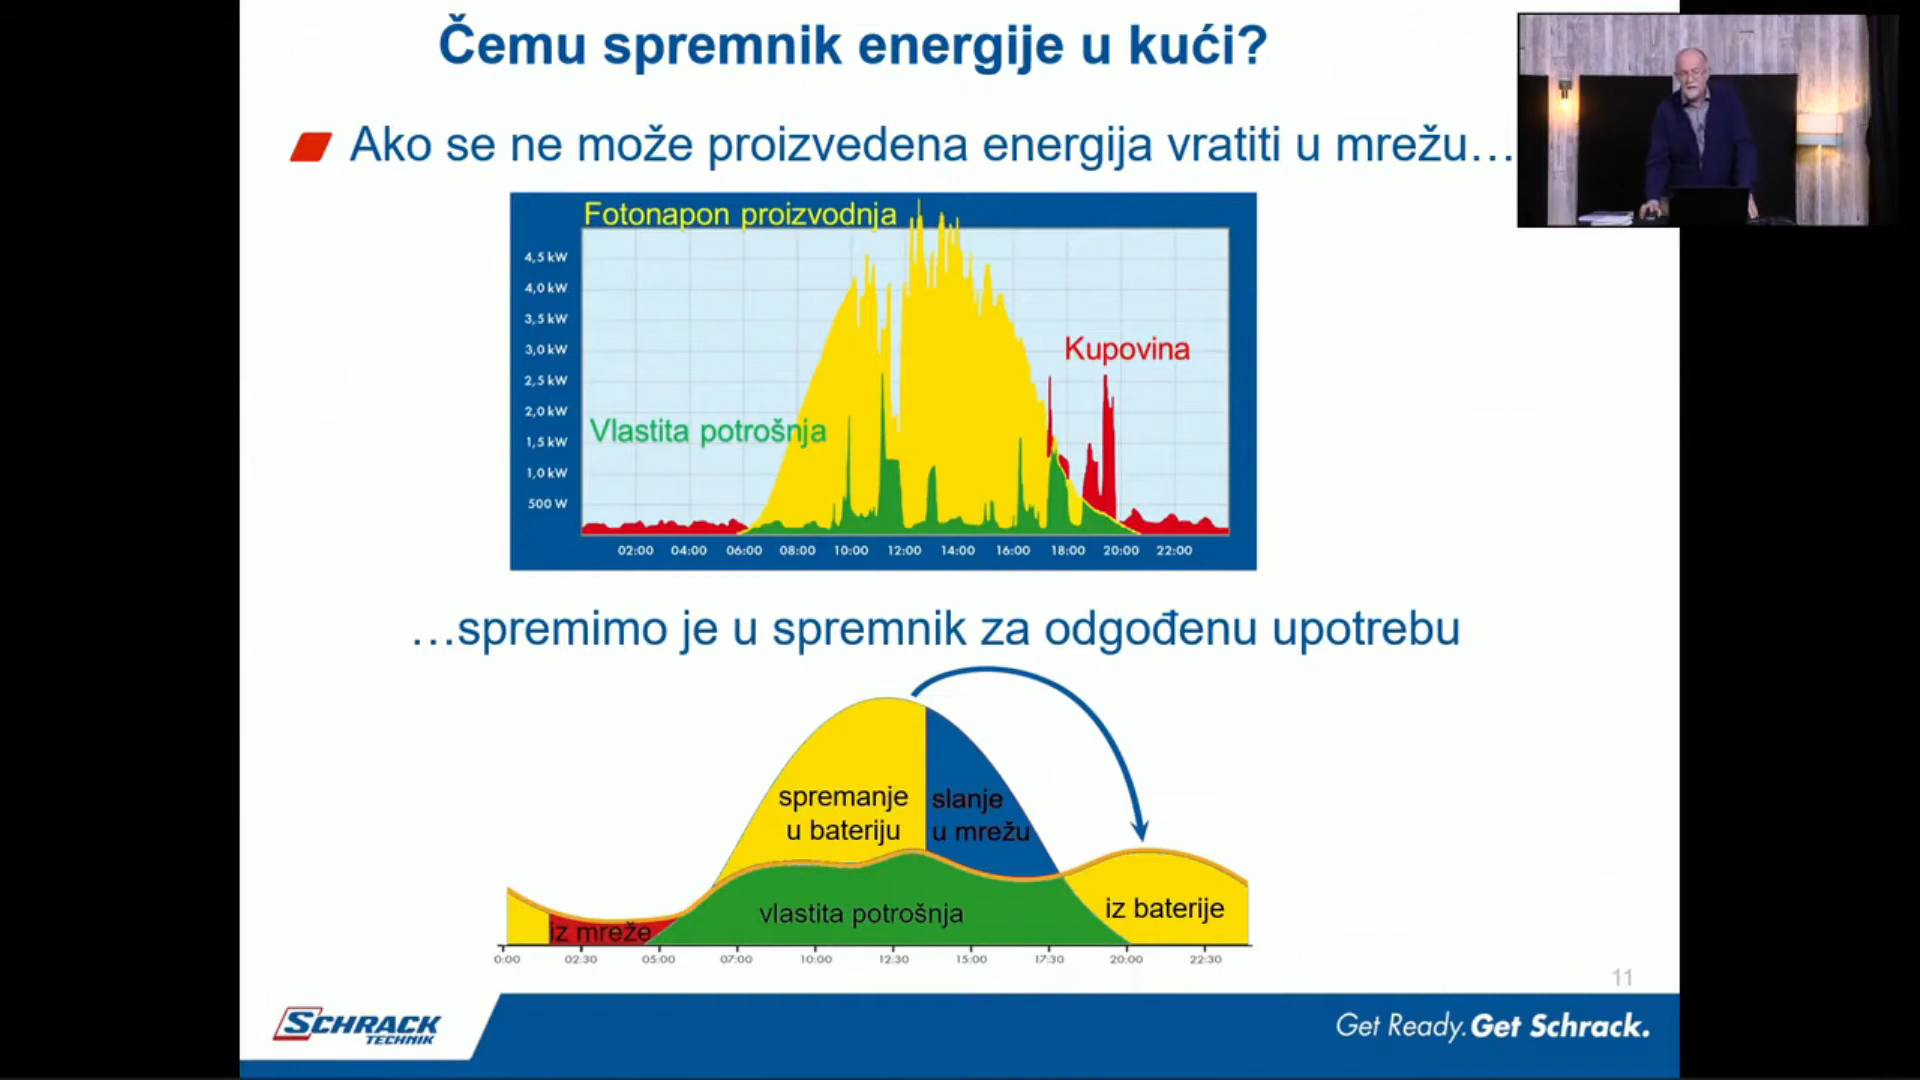 Čemu spremnik energije u kući?
Ako se ne može proizvedena energija vratiti u mrežu...
Fotonapon proizvodnja
4,5 kW
4,0 kW
3,5 kW
3,0 kW
2,5 kW
2,0 kW
1,5 kW
1,0 kW
500 W
Kupovina
Vlastita potrošnja
02:00 04:00 06:00 08:00 10:00 12:00 14:00 16:00 18:00 20:00 22:00
...spremimo je u spremnik za odgođenu upotrebu
spremanje
u bateriju
slanje
u mrežu
iz mreže
vlastita potrošnja
iz baterije
0:00 02:30 05:00 07:00 10:00 12:30 15:00 17:30 20:00 22:30
11
SCHRACK
TECHNIK
Get Ready. Get Schrack.